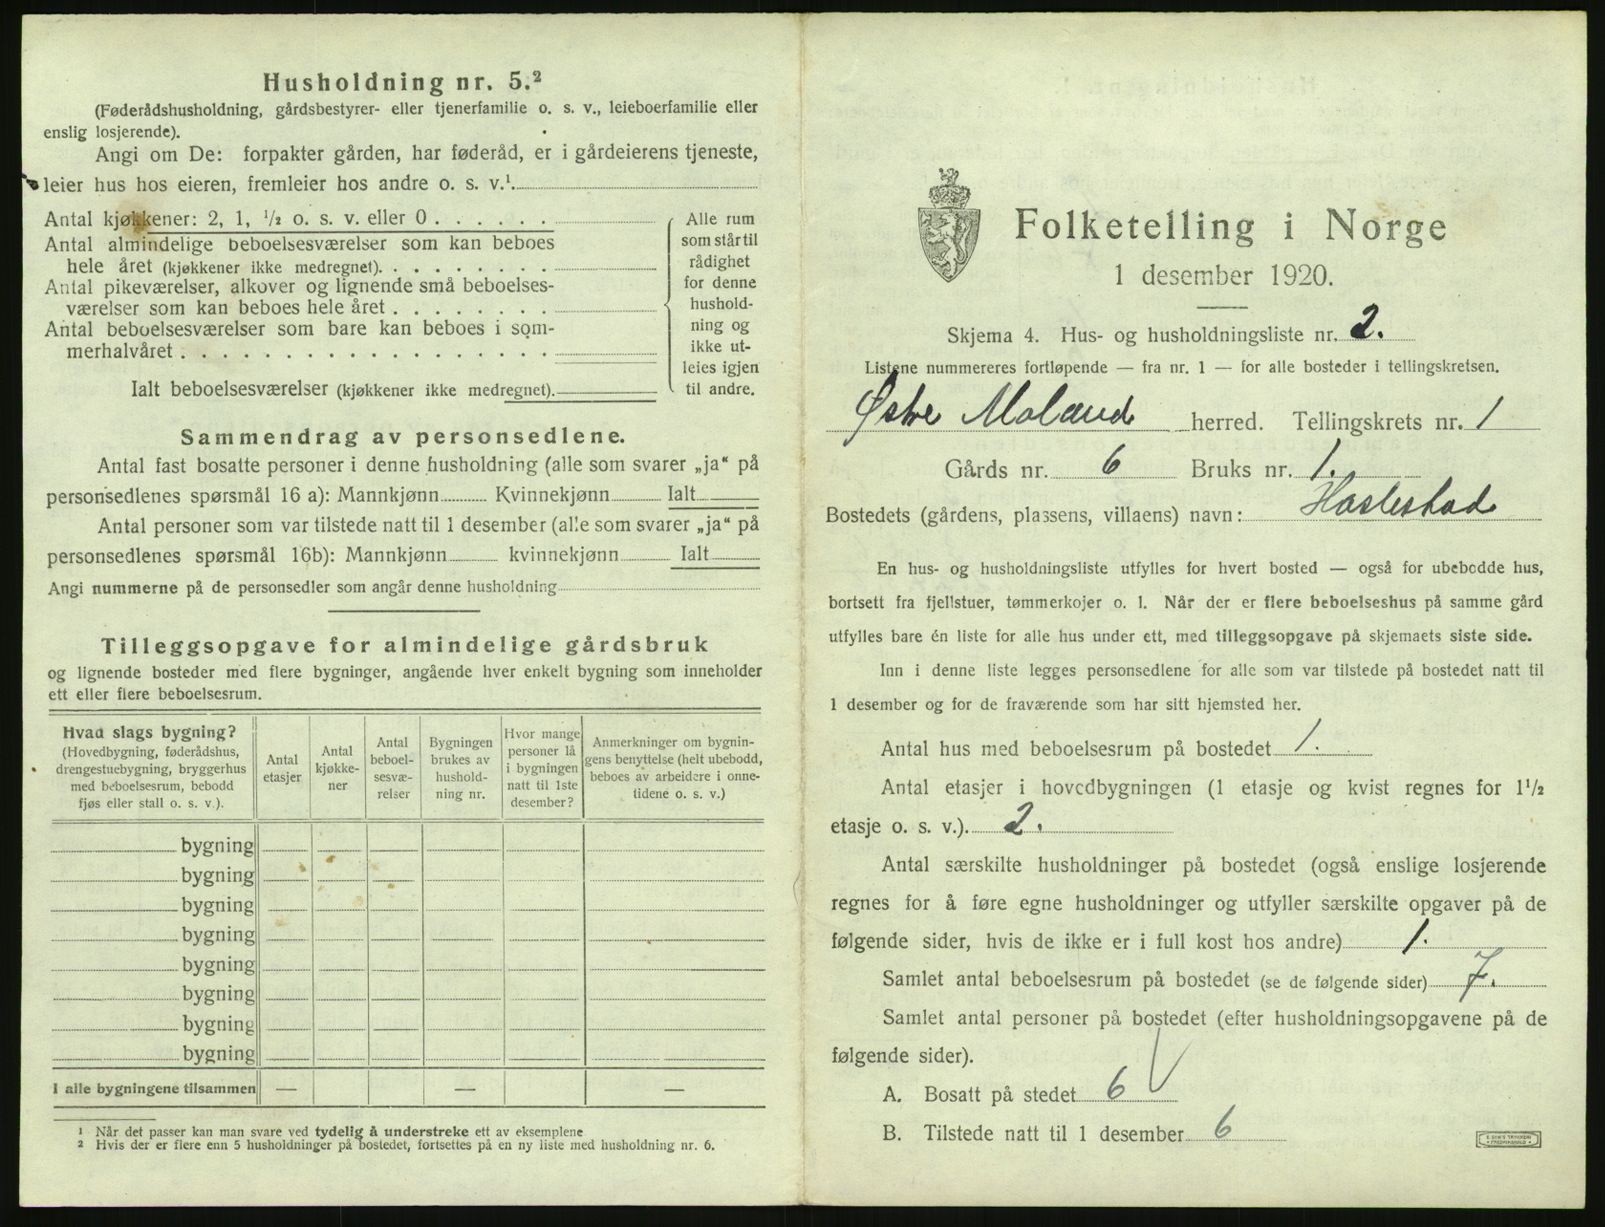 Husholdning nr. 5.²
(Føderådshusholdning, gårdsbestyrer- eller tjenerfamilie o. s. v., leieboerfamilie eller
enslig losjerende).
Angi om De: forpakter gården, har føderåd, er i gårdeierens tjeneste,
leier hus hos eieren, fremleier hos andre o. s. v.¹
Antal kjøkkener: 2, 1, ½ o. s. v. eller 0 . . . . . .
Antal almindelige beboelsesværelser som kan beboes
hele året (kjøkkener ikke medregnet). . . . . . . . .
Antal pikeværelser, alkover og lignende små beboelses-
værelser som kan beboes hele året . . . . . . . .
Antal beboelsesværelser som bare kan beboes i som-
merhalvåret . . . . . . . . . . . . . . . . . .
Ialt beboelsesværelser (kjøkkener ikke medregnet).
Alle rum
som står til
rådighet
for denne
hushold-
ning og
ikke ut-
leies igjen
til andre.
Sammendrag av personsedlene.
Antal fast bosatte personer i denne husholdning (alle som svarer „ja“ på
personsedlenes spørsmål 16 a): Mannkjønn Kvinnekjønn Ialt
Antal personer som var tilstede natt til 1 desember (alle som svarer „ja“ på
personsedlenes spørsmål 16b): Mannkjønn kvinnekjønn Ialt
Angi nummerne på de personsedler som angår denne husholdning
Tilleggsopgave for almindelige gårdsbruk
og lignende bosteder med flere bygninger, angående hver enkelt bygning som inneholder
ett eller flere beboelsesrum.
Hvad slags bygning?
(Hovedbygning, føderådshus,
drengestuebygning, bryggerhus
med beboelsesrum, bebodd
fjøs eller stall o. s. v.).
Antal
etasjer
Antal
kjøkke-
ner
Antal
beboel-
sesvæ-
relser
Bygningen
brukes av
hushold-
ning nr.
Hvor mange
personer lå
i bygningen
natt til 1ste
desember?
Anmerkninger om bygnin-
gens benyttelse (helt ubebodd,
beboes av arbeidere i onne-
tidene o. s. v.)
bygning
bygning
bygning
bygning
bygning
bygning
bygning
bygning
I alle bygningene tilsammen — — —
¹ Når det passer kan man svare ved tydelig å understreke ett av eksemplene
² Hvis der er flere enn 5 husholdninger på bostedet, fortsettes på en ny liste med husholdning nr. 6.
Folketelling i Norge
1 desember 1920.
Skjema 4. Hus- og husholdningsliste nr. 2.
Listene nummereres fortløpende — fra nr. 1 — for alle bosteder i tellingskretsen.
Østre Moland herred. Tellingskrets nr. 1
Gårds nr. 6 Bruks nr. 1.
Bostedets (gårdens, plassens, villaens) navn: Haslestad
En hus- og husholdningsliste utfylles for hvert bosted — også for ubebodde hus,
bortsett fra fjellstuer, tømmerkojer o. l. Når der er flere beboelseshus på samme gård
utfylles bare én liste for alle hus under ett, med tilleggsopgave på skjemaets siste side.
Inn i denne liste legges personsedlene for alle som var tilstede på bostedet natt til
1 desember og for de fraværende som har sitt hjemsted her.
Antal hus med beboelsesrum på bostedet 1.
Antal etasjer i hovedbygningen (1 etasje og kvist regnes for 1½
etasje o. s. v.). 2.
Antal særskilte husholdninger på bostedet (også enslige losjerende
regnes for å føre egne husholdninger og utfyller særskilte opgaver på de
følgende sider, hvis de ikke er i full kost hos andre) 1.
Samlet antal beboelsesrum på bostedet (se de følgende sider) 7.
Samlet antal personer på bostedet (efter husholdningsopgavene på de
følgende sider).
A. Bosatt på stedet 6
B. Tilstede natt til 1 desember 6